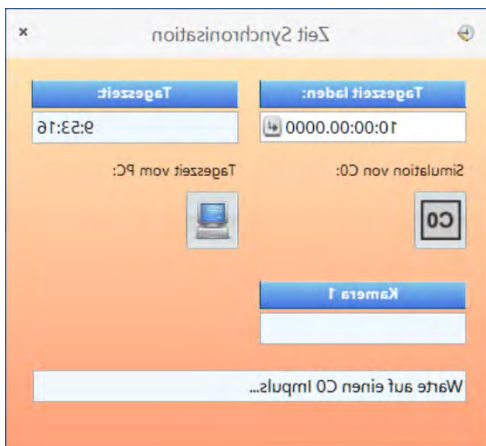 Zeit Synchronisation
Tageszeit laden: Tageszeit:
10:00:00.0000 9:53:16
Simulation von C0: Tageszeit vom PC:
C0
Kamera 1
Warte auf einen C0 Impuls...